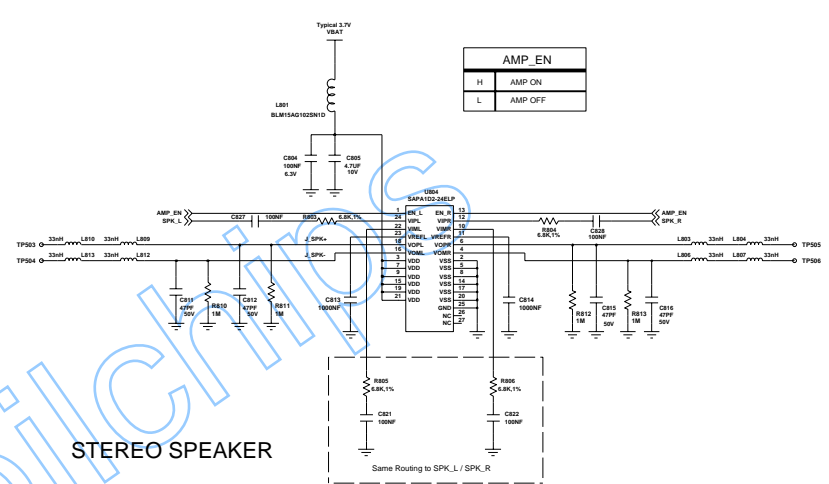 Typical 3.7V
VBAT
AMP_EN
H AMP ON
L AMP OFF
L801
BLM15AG102SN1D
C804
100NF
6.3V
C805
4.7UF
10V
U804
SAPA1D2-24ELP
AMP_EN
SPK_L
C827 100NF
R803 6.8K,1%
1 EN_L EN_R 13
24 VIPL VIPR 12
22 VIML VIMR 10
23 VREFL VREFR 11
18 VOPL VOPR 6
16 VOML VOMR 4
3 VDD VSS 2
7 VDD VSS 5
9 VDD VSS 8
15 VDD VSS 14
19 VDD VSS 17
21 VDD VSS 20
GND 25
NC 26
NC 27
R804
6.8K,1%
C828
100NF
AMP_EN
SPK_R
TP503 33nH L810 33nH L809 J_SPK+
TP504 33nH L813 33nH L812 J_SPK-
L803 33nH L804 33nH TP505
L806 33nH L807 33nH TP506
C811
47PF
50V
R810
1M
C812
47PF
50V
R811
1M
C813
1000NF
C814
1000NF
R812
1M
C815
47PF
50V
R813
1M
C816
47PF
50V
R805
6.8K,1%
C821
100NF
R806
6.8K,1%
C822
100NF
Same Routing to SPK_L / SPK_R
STEREO SPEAKER